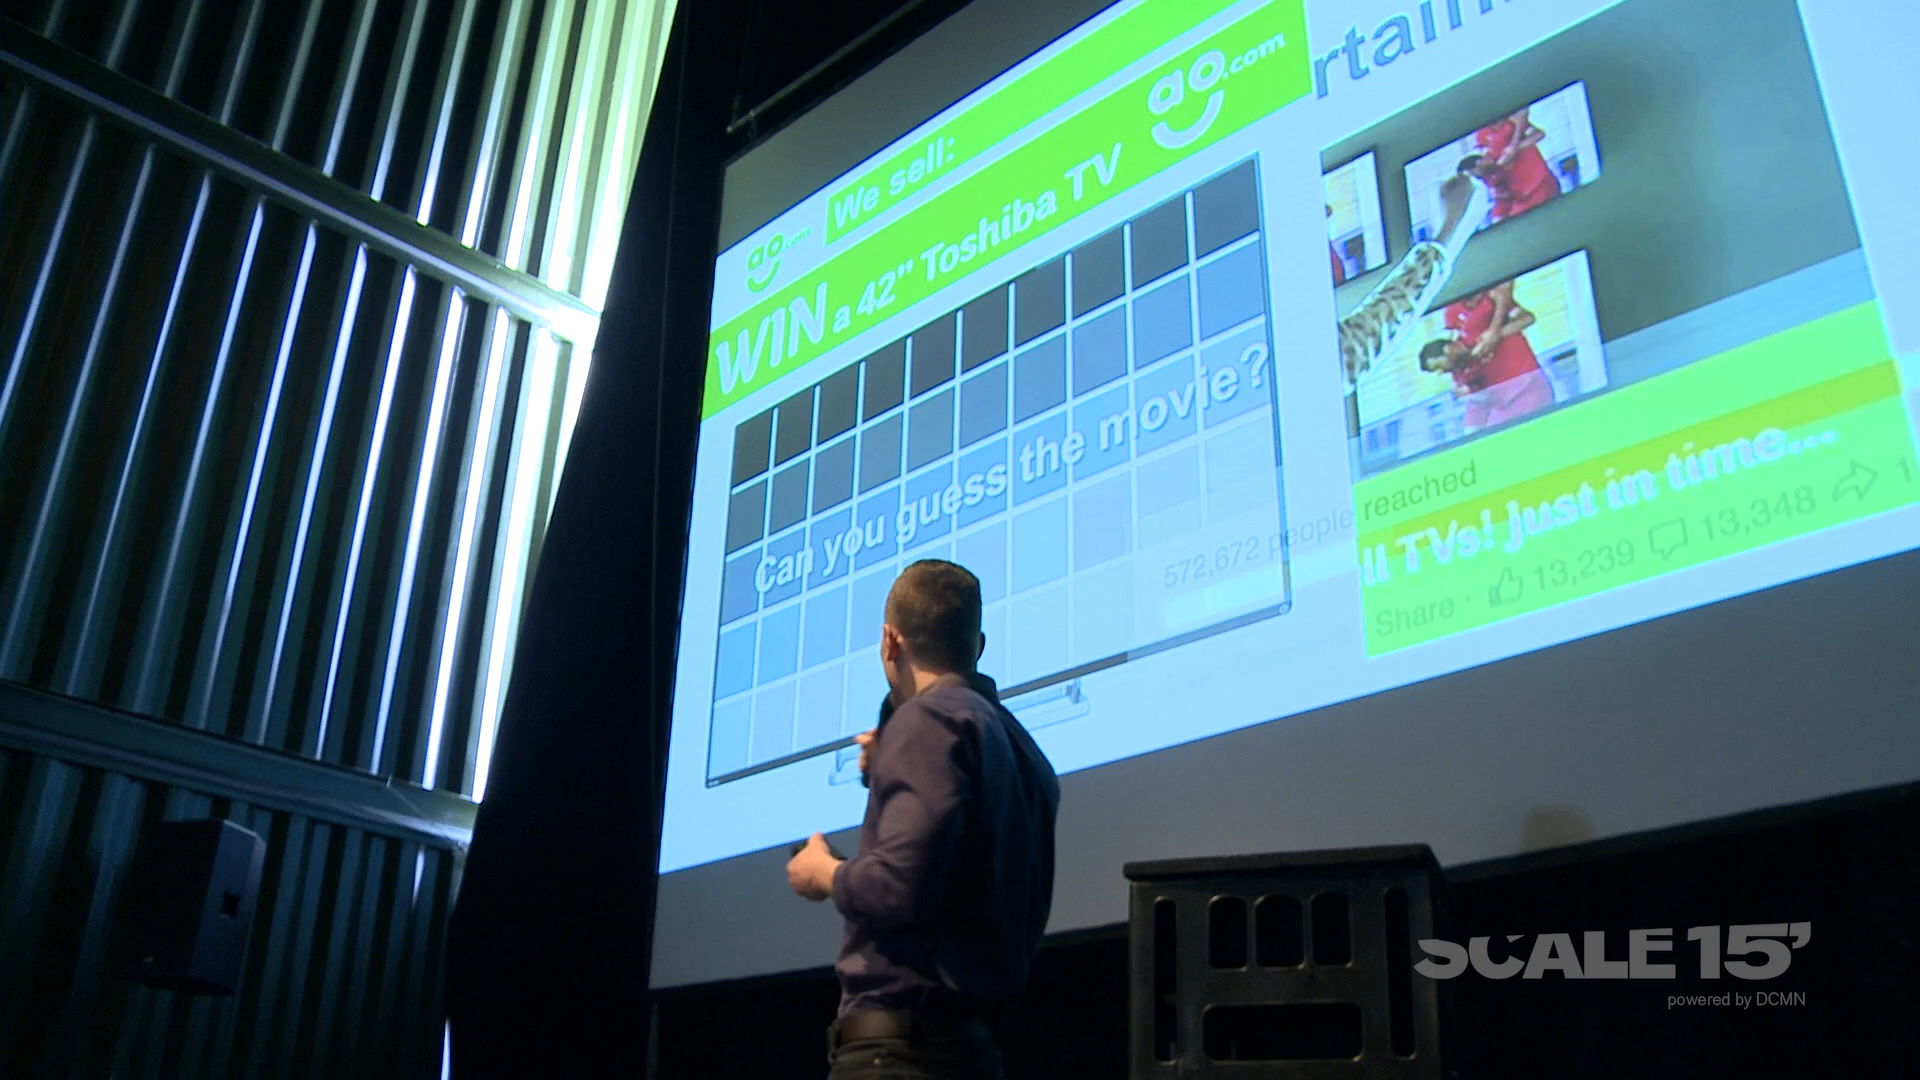 rtain
We sell:
ao.com
ao.com
WIN a 42” Toshiba TV
Can you guess the movie?
572,672 people reached
ll TVs! Just in time...
Share · 13,239 13,348 1
SCALE 15’
powered by DCMN